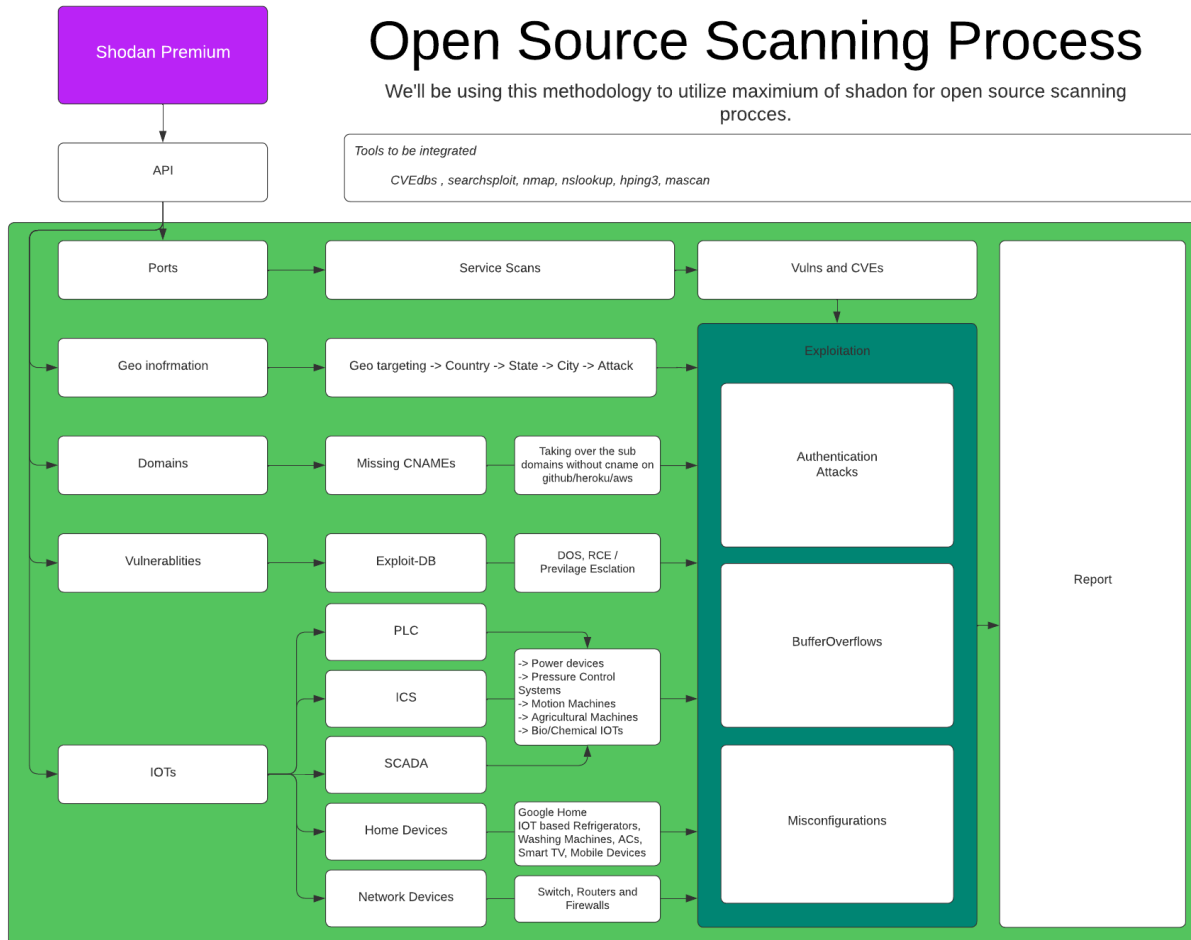 Shodan Premium
Open Source Scanning Process
We'll be using this methodology to utilize maximium of shadon for open source scanning
procces.
API
Tools to be integrated
CVEdbs , searchsploit, nmap, nslookup, hping3, mascan
Ports
Service Scans
Vulns and CVEs
Geo inofrmation
Geo targeting -> Country -> State -> City -> Attack
Exploitation
Domains
Missing CNAMEs
Taking over the sub
domains without cname on
github/heroku/aws
Authentication
Attacks
Vulnerablities
Exploit-DB
DOS, RCE /
Previlage Esclation
Report
PLC
ICS
SCADA
-> Power devices
-> Pressure Control
Systems
-> Motion Machines
-> Agricultural Machines
-> Bio/Chemical IOTs
BufferOverflows
IOTs
Home Devices
Google Home
IOT based Refrigerators,
Washing Machines, ACs,
Smart TV, Mobile Devices
Misconfigurations
Network Devices
Switch, Routers and
Firewalls